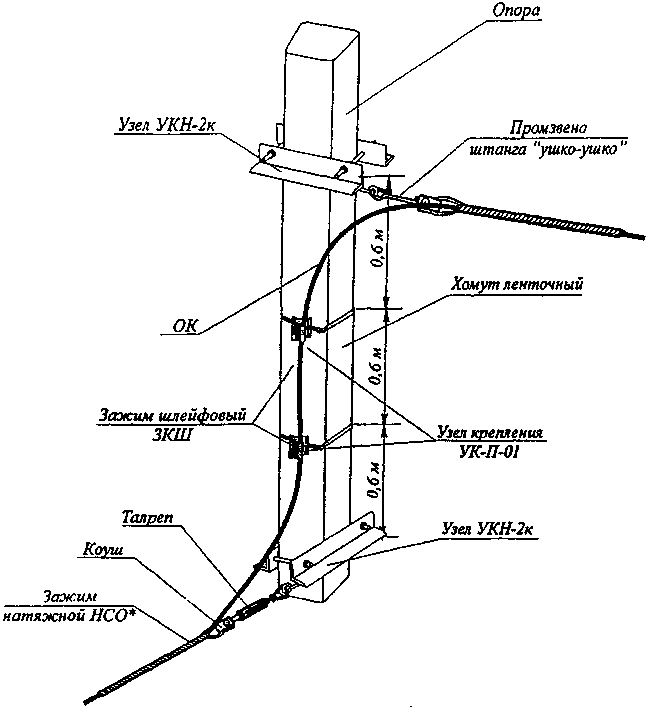 Опора
Узел УКН-2к
Промзвено
штанга "ушко-ушко"
0,6 м
Хомут ленточный
ОК
0,6 м
Зажим шлейфовый
ЗКШ
Узел крепления
УК-П-01
0,6 м
Талреп
Узел УКН-2к
Коуш
Зажим
натяжной НСО*